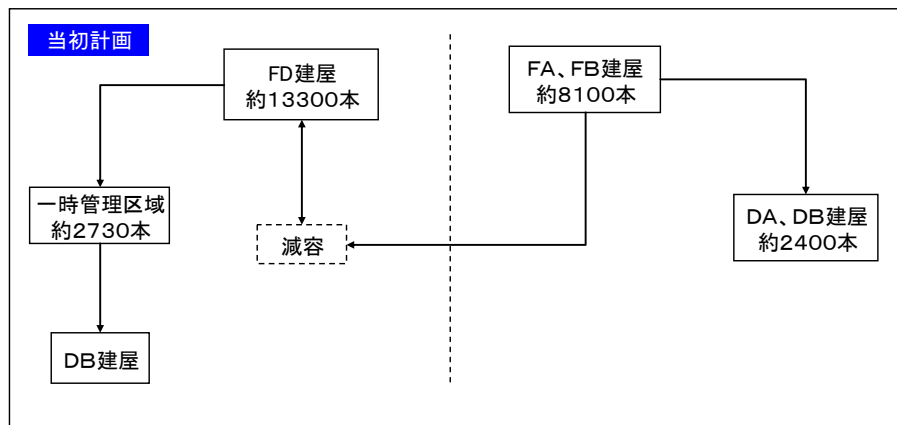 当初計画
FD建屋
約13300本
FA、FB建屋
約8100本
一時管理区域
約2730本
DA、DB建屋
約2400本
減容
DB建屋